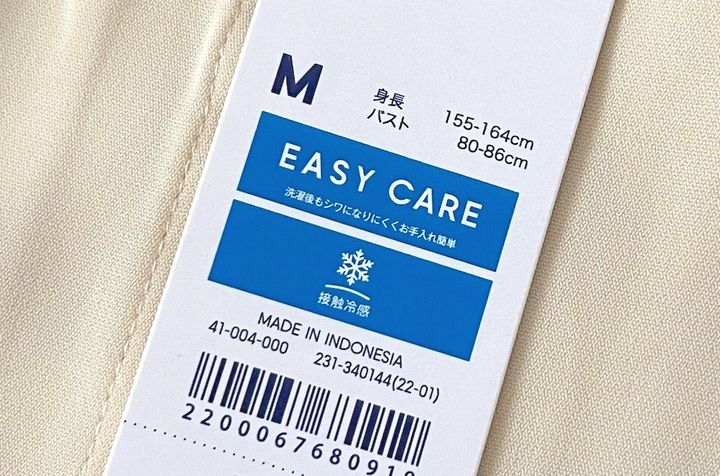 M
身長 155-164cm
バスト 80-86cm
EASY CARE
洗濯後もシワになりにくくお手入れ簡単
接触冷感
MADE IN INDONESIA
41-004-000 231-340144(22-01)
220006768091